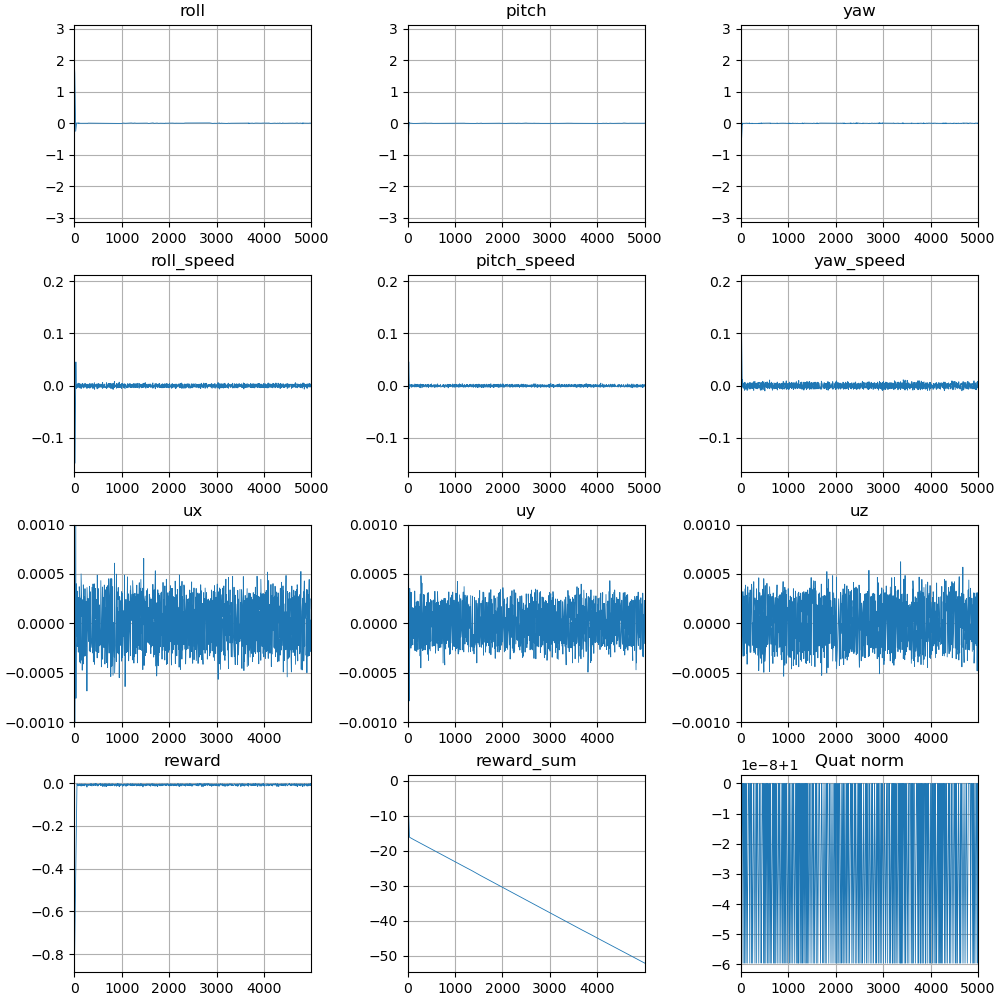 roll
3
2
1
0
−1
−2
−3
0 1000 2000 3000 4000 5000
pitch
3
2
1
0
−1
−2
−3
0 1000 2000 3000 4000 5000
yaw
3
2
1
0
−1
−2
−3
0 1000 2000 3000 4000 5000
roll_speed
0.2
0.1
0.0
−0.1
0 1000 2000 3000 4000 5000
pitch_speed
0.2
0.1
0.0
−0.1
0 1000 2000 3000 4000 5000
yaw_speed
0.2
0.1
0.0
−0.1
0 1000 2000 3000 4000 5000
ux
0.0010
0.0005
0.0000
−0.0005
−0.0010
0 1000 2000 3000 4000
uy
0.0010
0.0005
0.0000
−0.0005
−0.0010
0 1000 2000 3000 4000
uz
0.0010
0.0005
0.0000
−0.0005
−0.0010
0 1000 2000 3000 4000
reward
0.0
−0.2
−0.4
−0.6
−0.8
0 1000 2000 3000 4000
reward_sum
0
−10
−20
−30
−40
−50
0 1000 2000 3000 4000
Quat norm
1e−8+1
0
−1
−2
−3
−4
−5
−6
0 1000 2000 3000 4000 5000